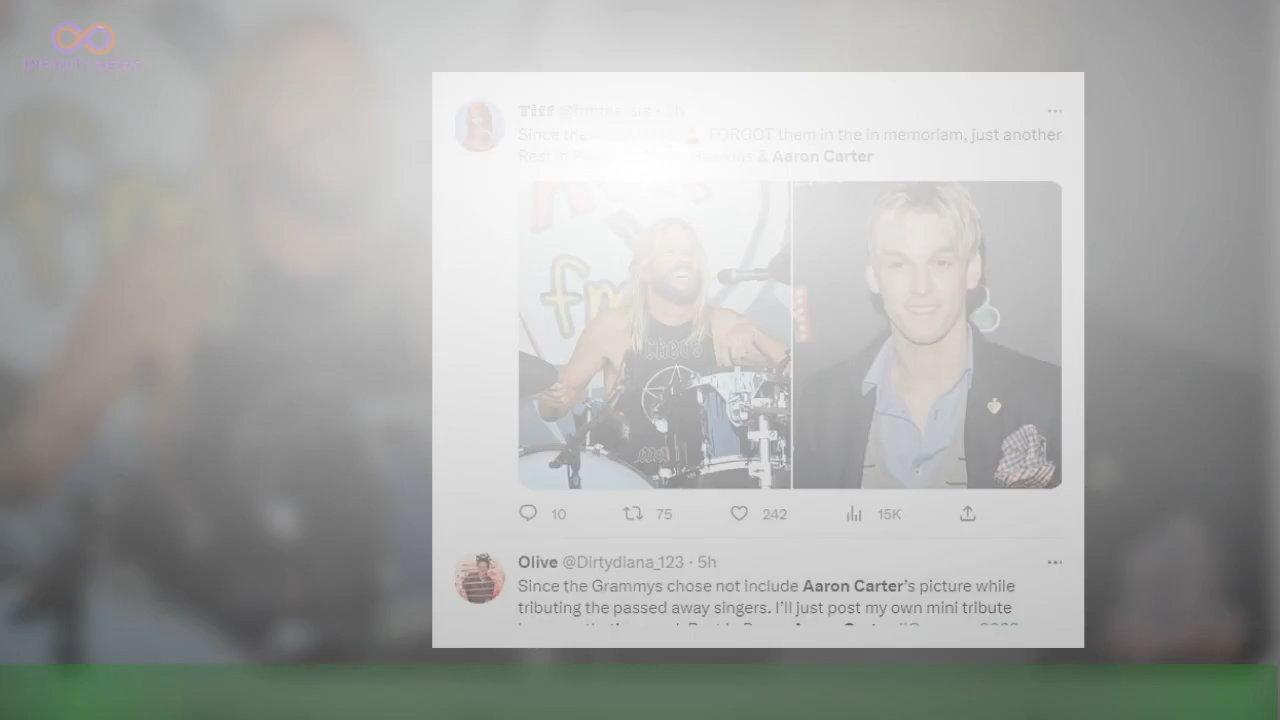 Tiff
Since the FORGOT them in the In memoriam, just another
& Aaron Carter
fm
10 75 242 15K
Olive @Dirtydiana_123 · 5h
Since the Grammys chose not include Aaron Carter's picture while
tributing the passed away singers. I'll just post my own mini tribute